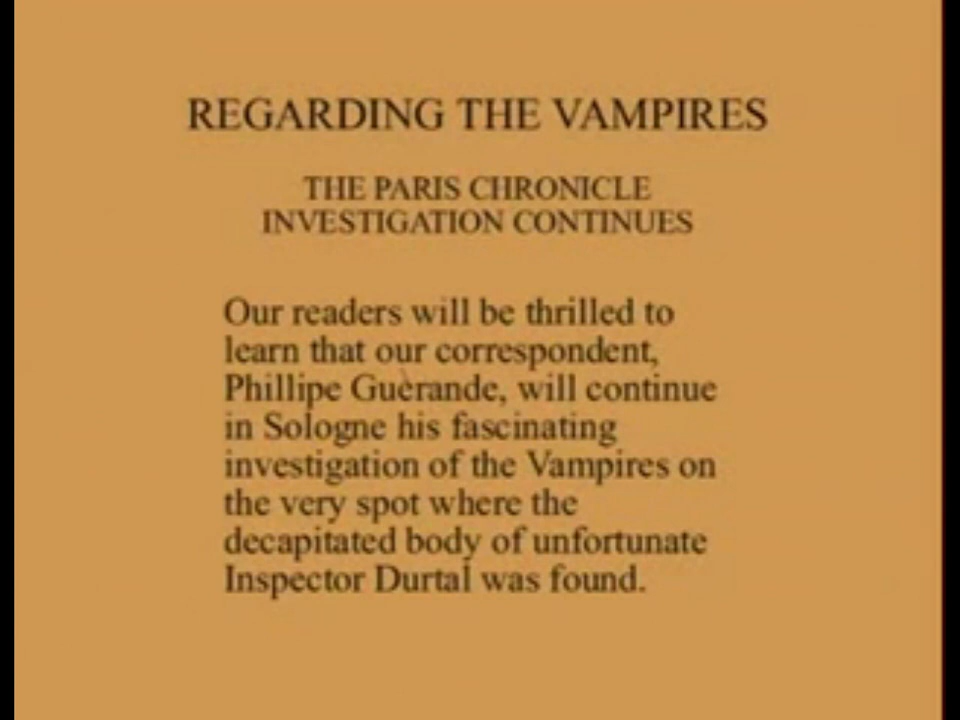 REGARDING THE VAMPIRES
THE PARIS CHRONICLE
INVESTIGATION CONTINUES
Our readers will be thrilled to
learn that our correspondent,
Phillipe Guèrande, will continue
in Sologne his fascinating
investigation of the Vampires on
the very spot where the
decapitated body of unfortunate
Inspector Durtal was found.